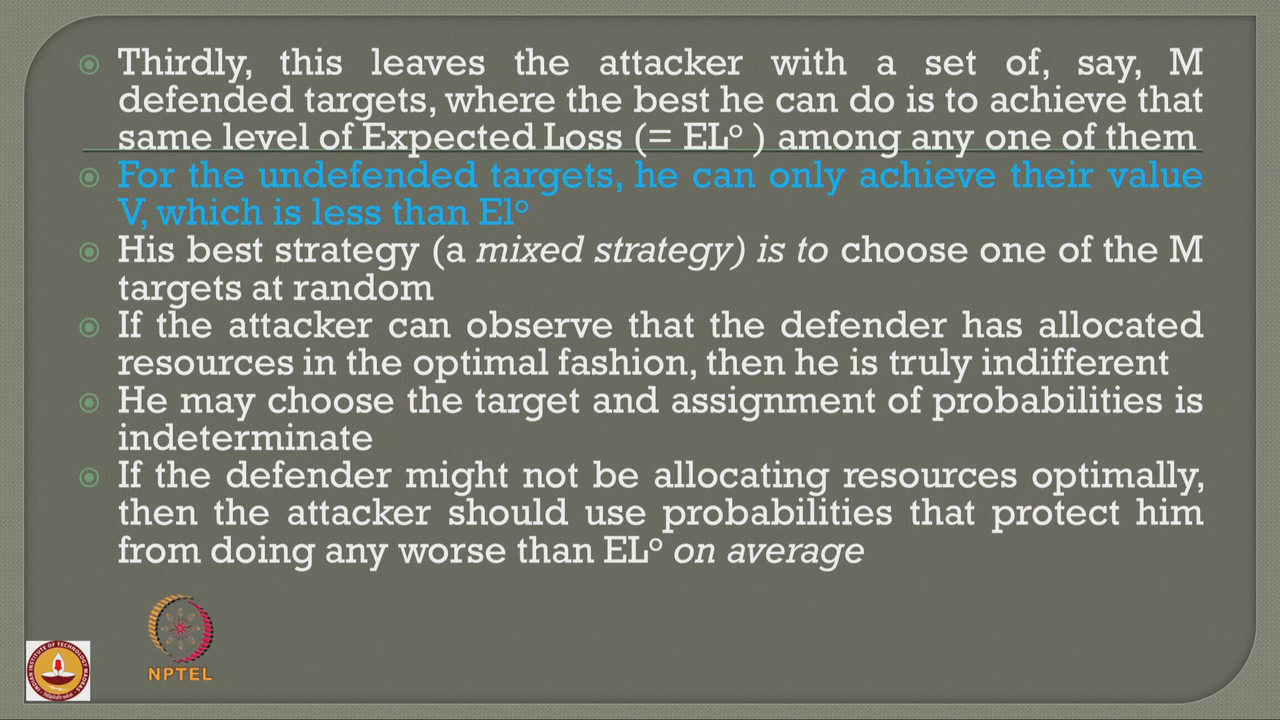 Thirdly, this leaves the attacker with a set of, say, M
defended targets, where the best he can do is to achieve that
same level of Expected Loss (= ELᵒ ) among any one of them
For the undefended targets, he can only achieve their value
V, which is less than Elᵒ
His best strategy (a mixed strategy) is to choose one of the M
targets at random
If the attacker can observe that the defender has allocated
resources in the optimal fashion, then he is truly indifferent
He may choose the target and assignment of probabilities is
indeterminate
If the defender might not be allocating resources optimally,
then the attacker should use probabilities that protect him
from doing any worse than ELᵒ on average
NPTEL